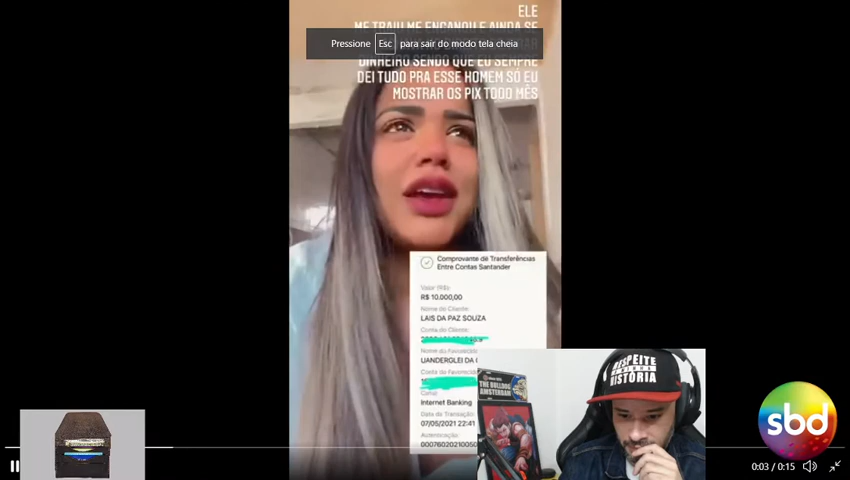 ELE
ME TRAIU ME ENGANOU E AINDA SE
Pressione Esc para sair do modo tela cheia
DINHEIRO SENDO QUE EU SEMPRE
DEI TUDO PRA ESSE HOMEM SÓ EU
MOSTRAR OS PIX TODO MÊS
Comprovante de Transferências
Entre Contas Santander
Valor (R$):
R$ 10.000,00
Nome do Cliente:
LAIS DA PAZ SOUZA
Conta do Cliente:
Nome do Favorecido
UANDERGLEI DA
Conta da Favorecid
Internet Banking
Data da Transação:
07/05/2021 22:41
Autenticação:
0007602021005
RESPEITE
A MINHA
HISTÓRIA
THE BULLDOG
AMSTERDAM
sbd
0:03 / 0:15